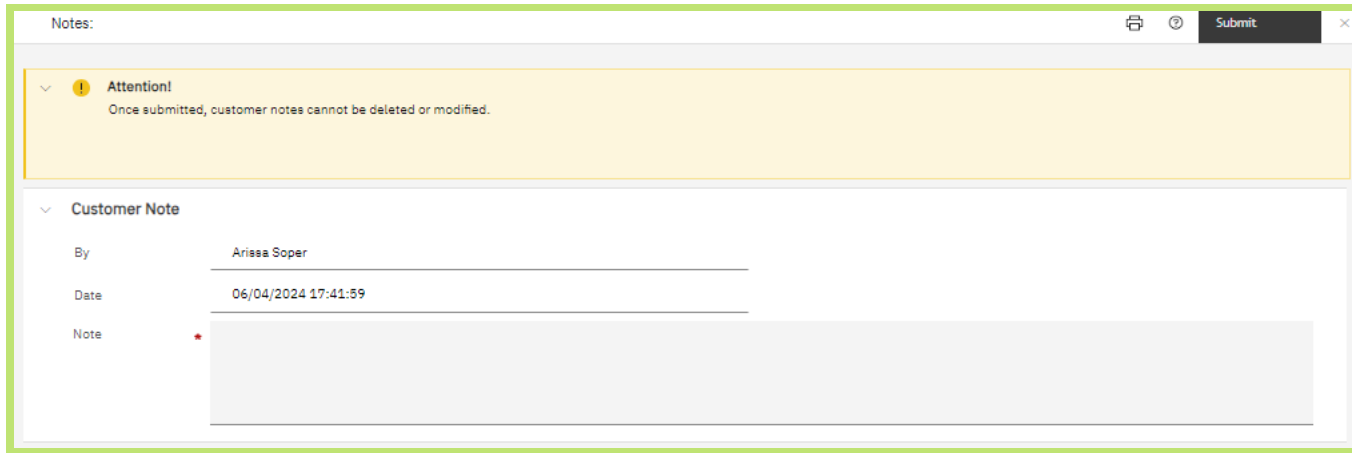 Notes:
Submit
Attention!
Once submitted, customer notes cannot be deleted or modified.
Customer Note
By Arissa Soper
Date 06/04/2024 17:41:59
Note *